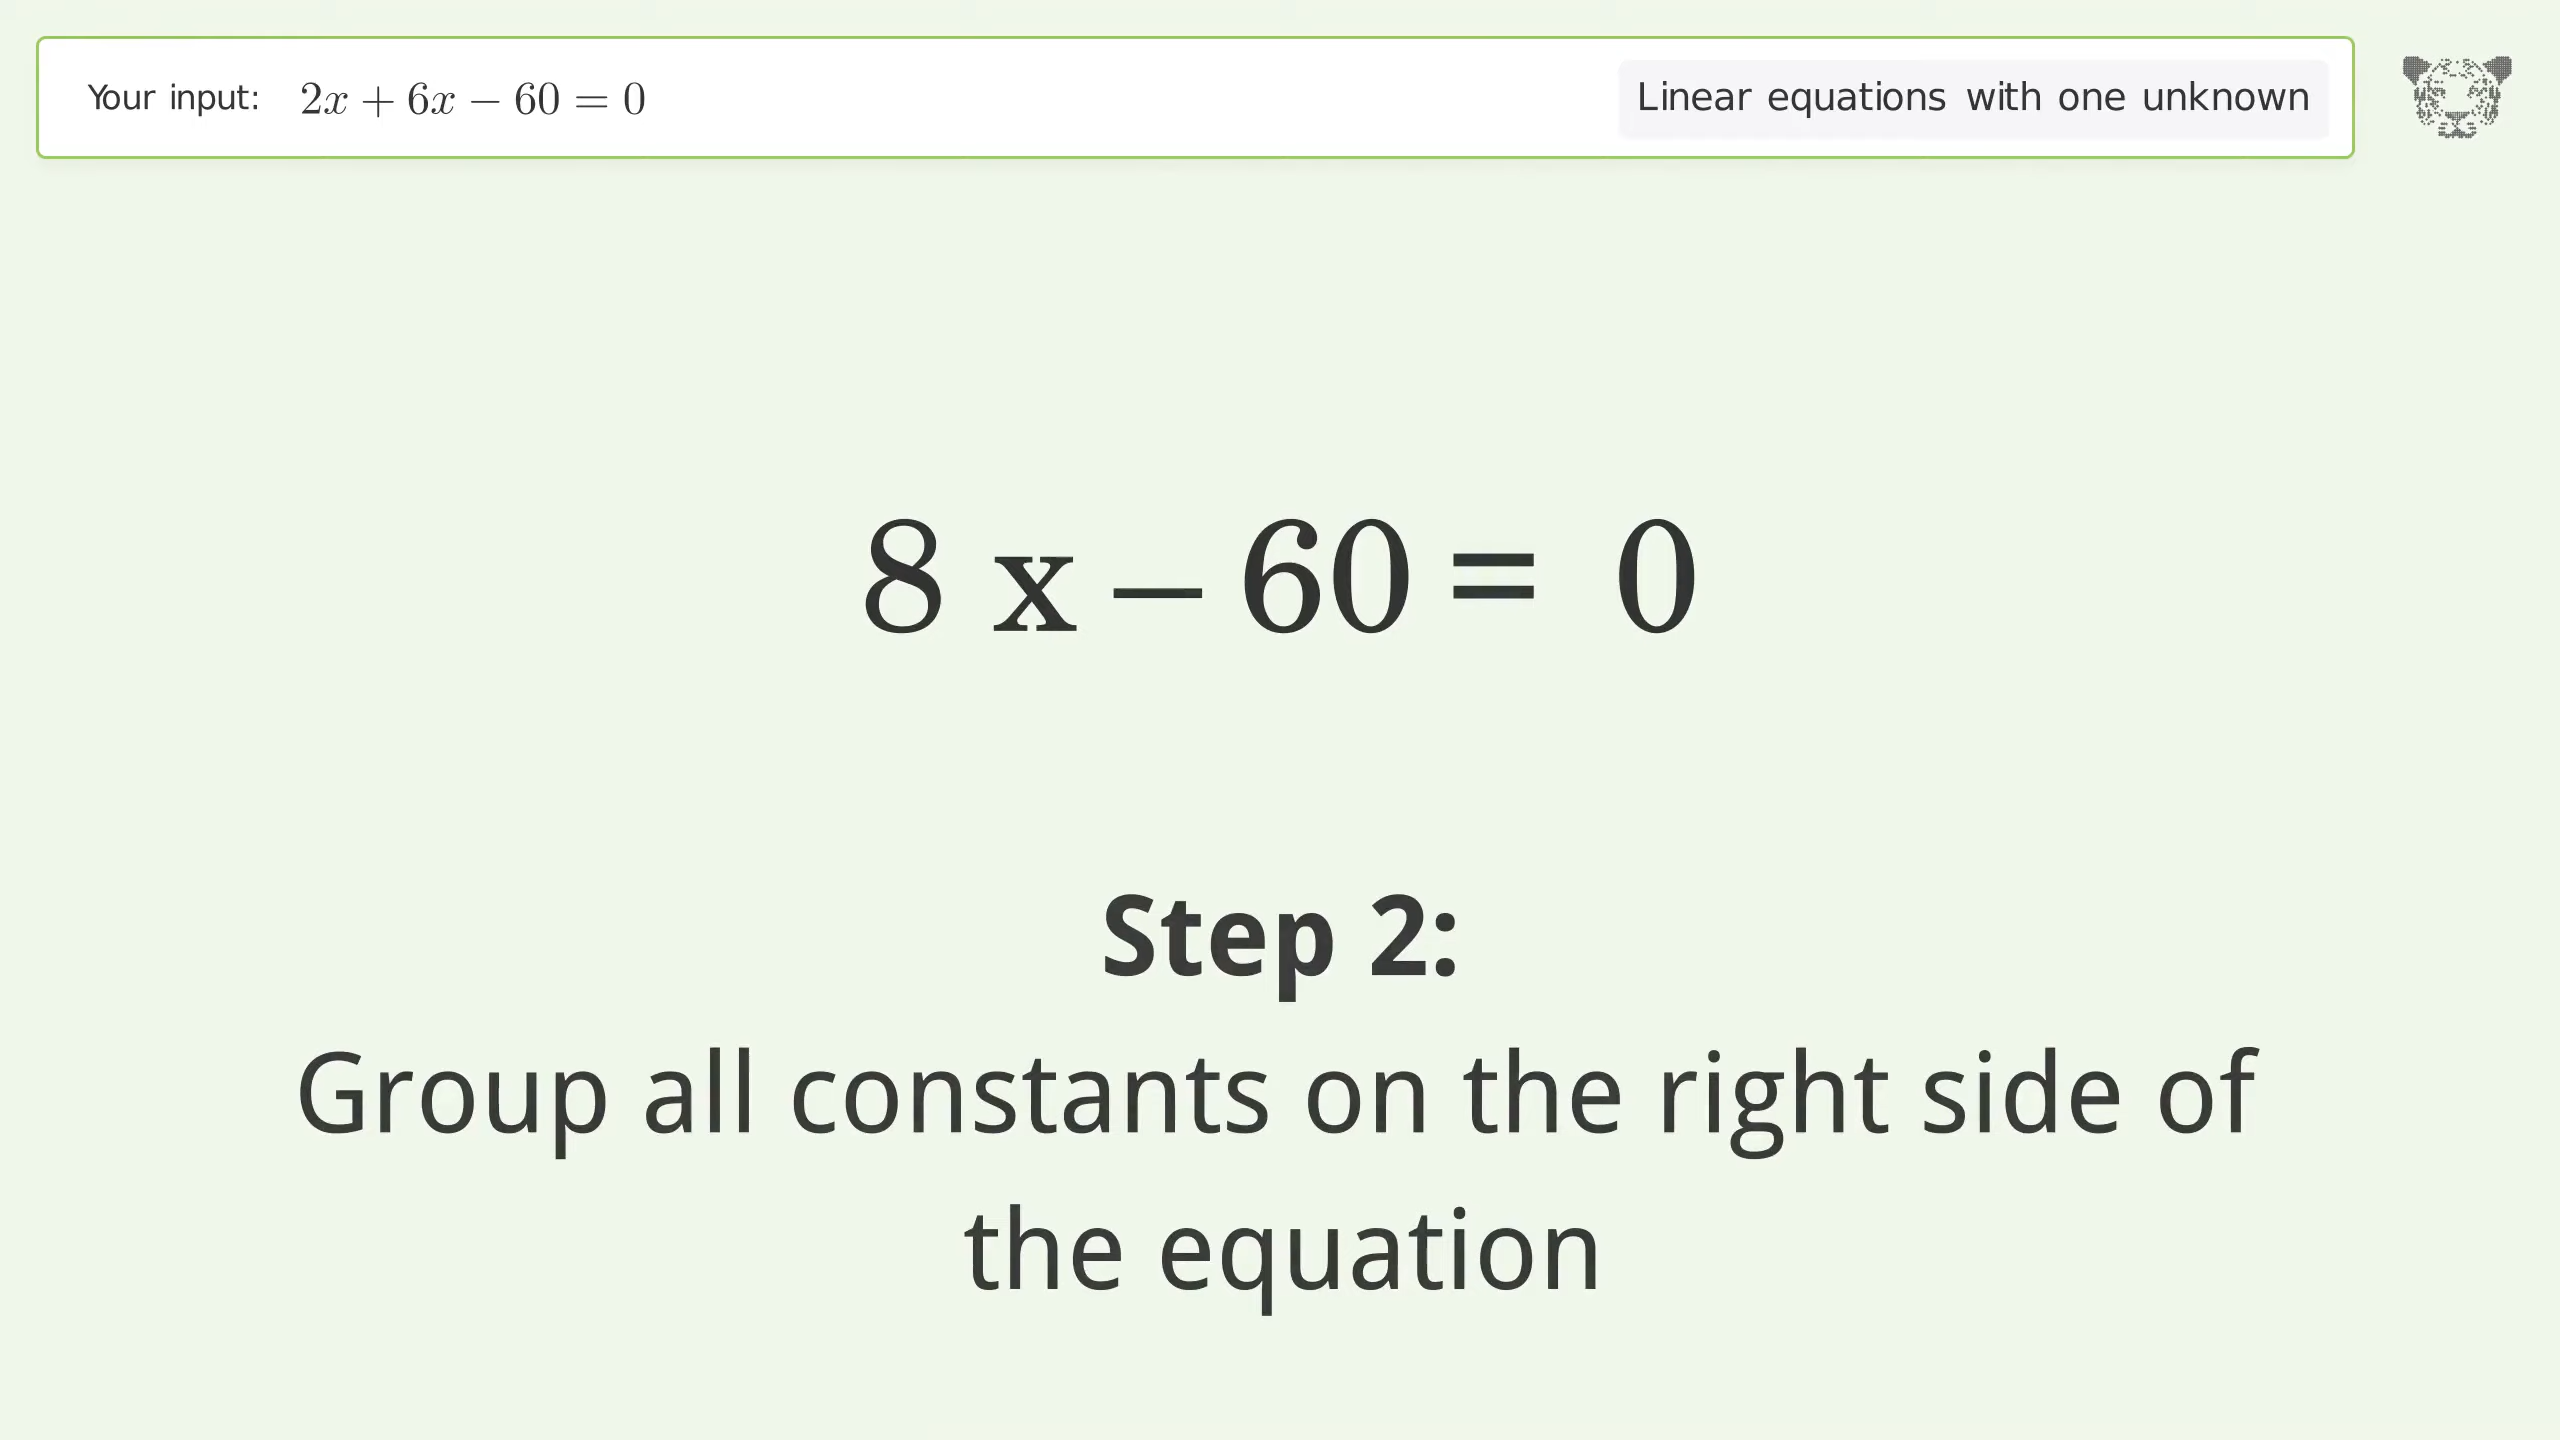 Your input: 2x + 6x − 60 = 0
Linear equations with one unknown
8 x – 60 = 0
Step 2:
Group all constants on the right side of
the equation